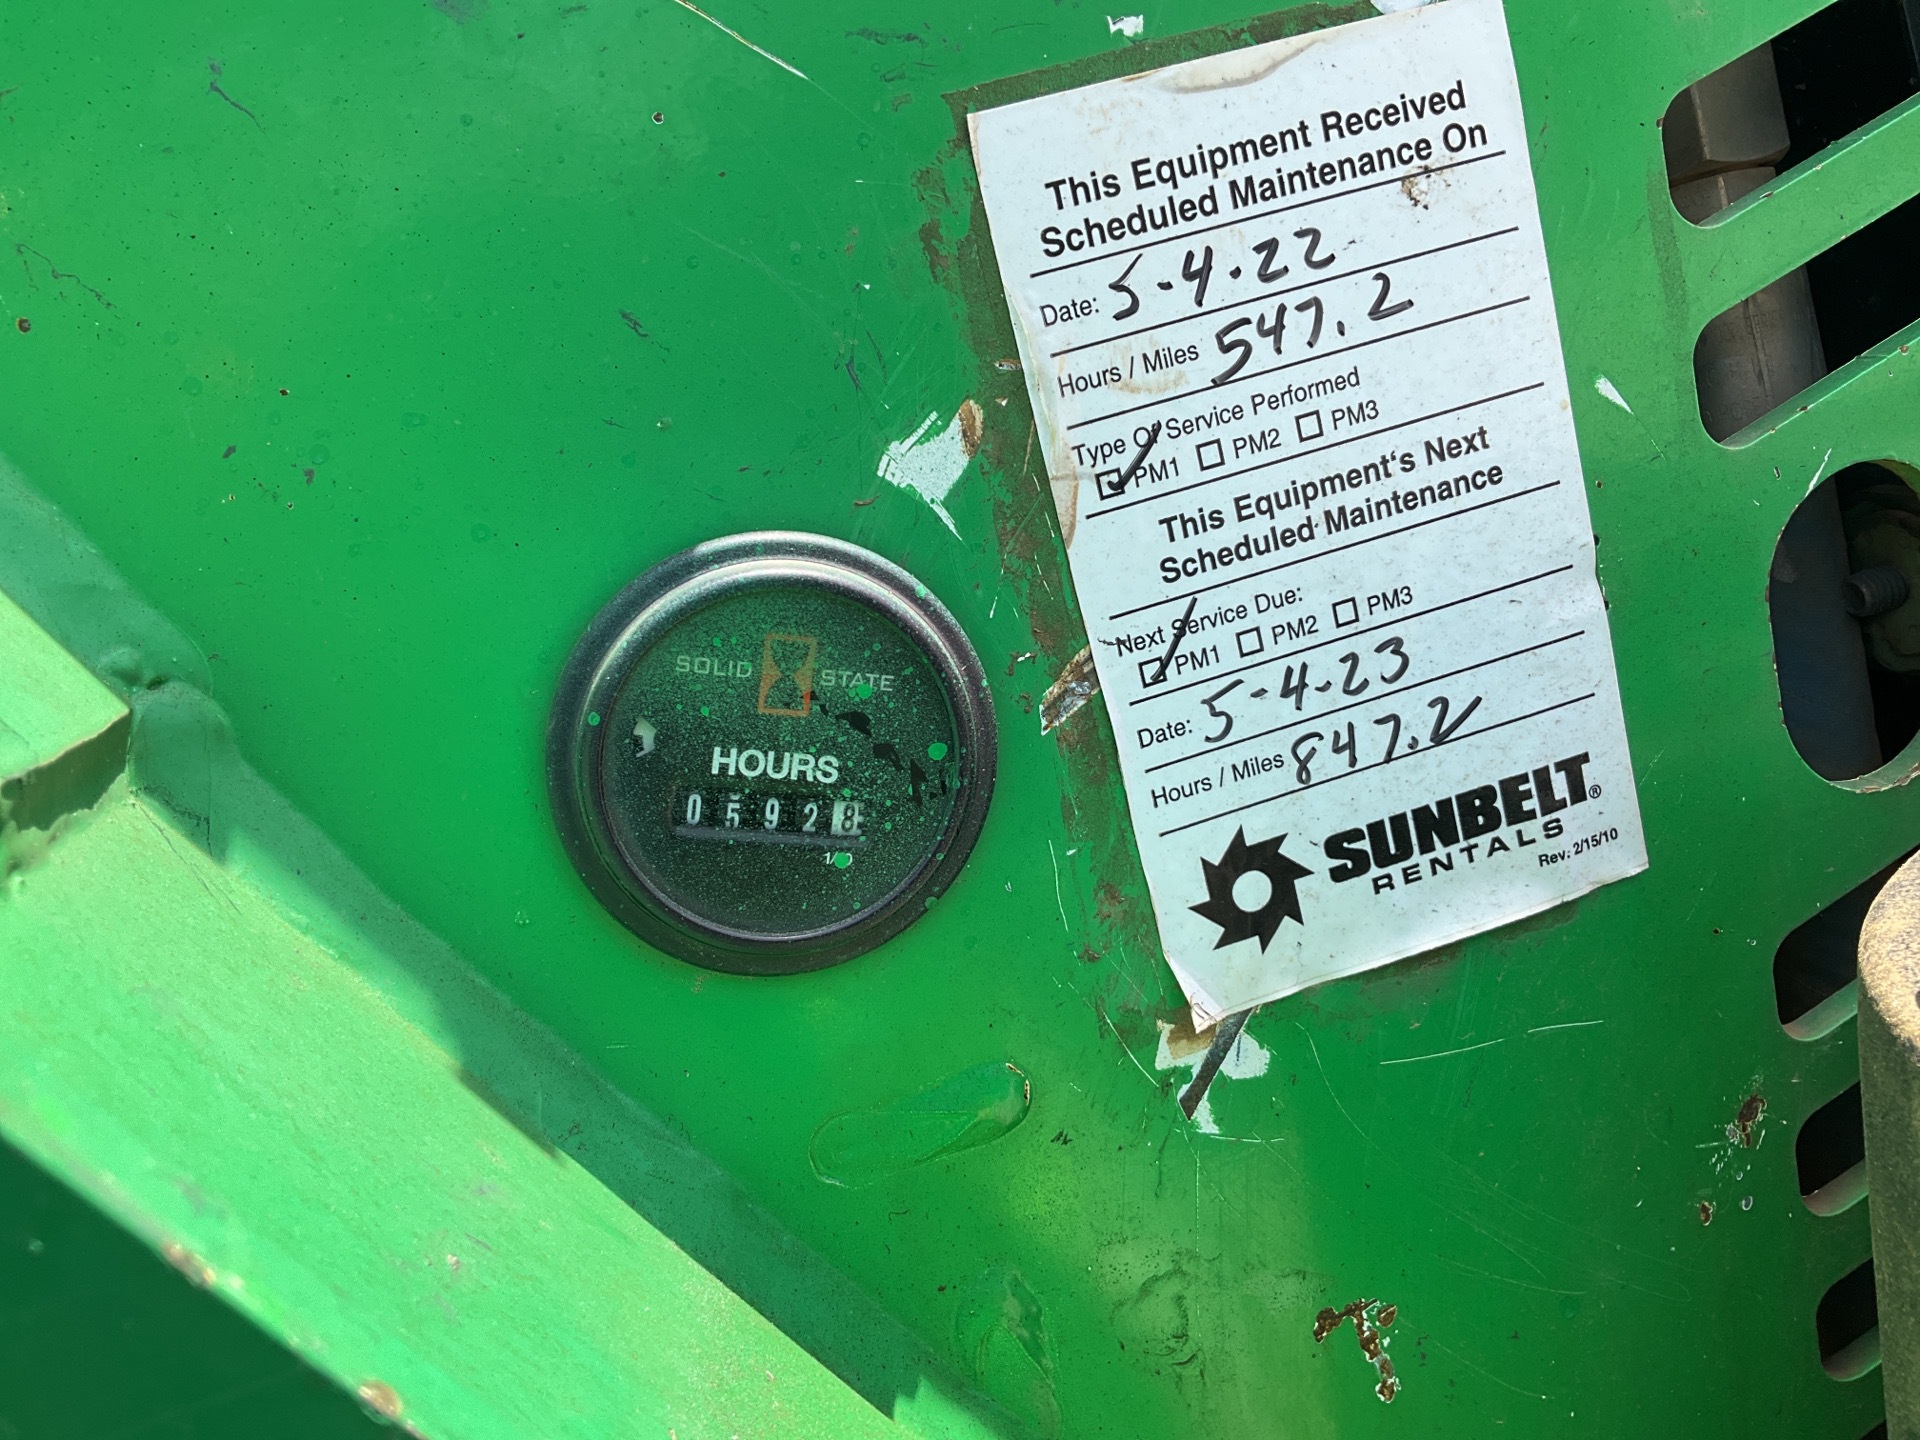 This Equipment Received
Scheduled Maintenance On
Date: 5-4-22
Hours / Miles 547.2
Type Of Service Performed
PM1 PM2 PM3
This Equipment's Next
Scheduled Maintenance
Next Service Due:
PM1 PM2 PM3
Date: 5-4-23
Hours / Miles 847.2
SUNBELT®
RENTALS
Rev. 2/15/10
SOLID STATE
HOURS
05928